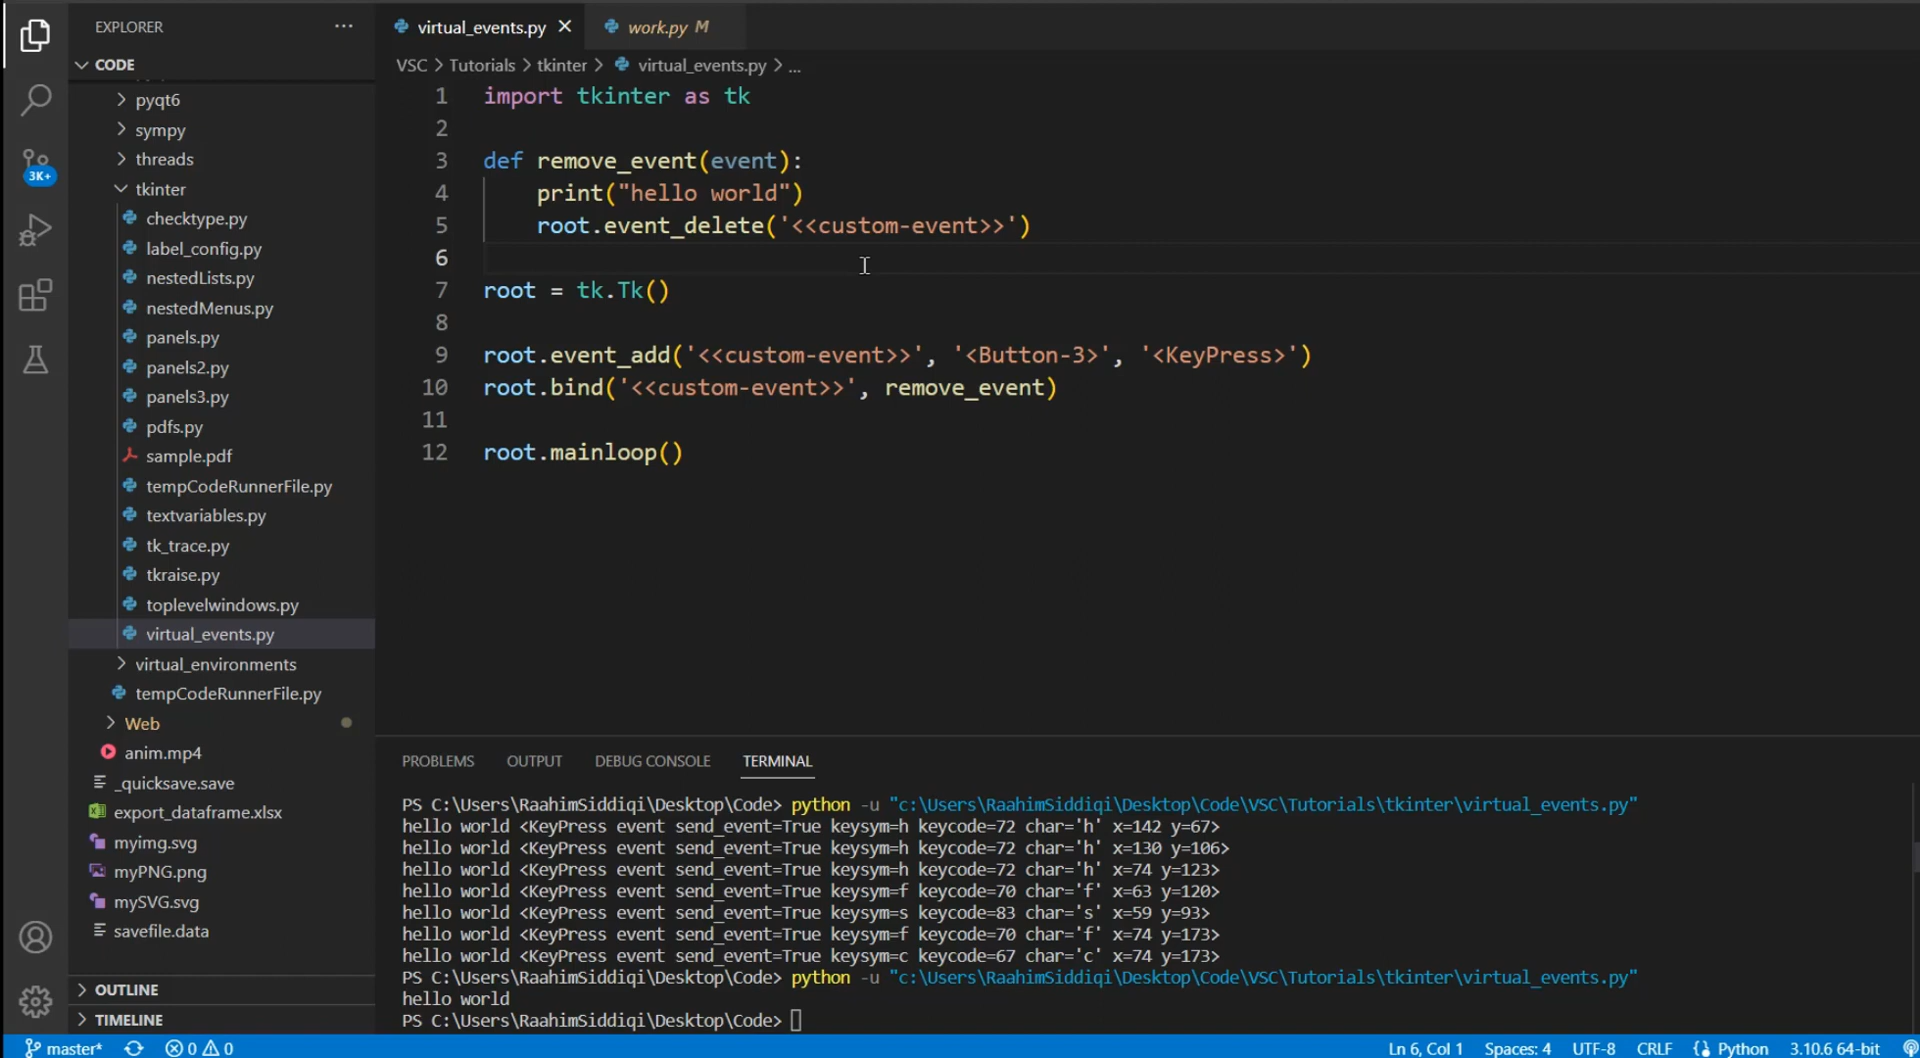 EXPLORER
CODE
pyqt6
sympy
threads
tkinter
checktype.py
label_config.py
nestedLists.py
nestedMenus.py
panels.py
panels2.py
panels3.py
pdfs.py
sample.pdf
tempCodeRunnerFile.py
textvariables.py
tk_trace.py
tkraise.py
toplevelwindows.py
virtual_events.py
virtual_environments
tempCodeRunnerFile.py
Web
anim.mp4
_quicksave.save
export_dataframe.xlsx
myimg.svg
myPNG.png
mySVG.svg
savefile.data
OUTLINE
TIMELINE
3K+
virtual_events.py work.py M
VSC > Tutorials > tkinter > virtual_events.py > ...
1 import tkinter as tk
2
3 def remove_event(event):
4 print("hello world")
5 root.event_delete('<<custom-event>>')
6
7 root = tk.Tk()
8
9 root.event_add('<<custom-event>>', '<Button-3>', '<KeyPress>')
10 root.bind('<<custom-event>>', remove_event)
11
12 root.mainloop()
PROBLEMS OUTPUT DEBUG CONSOLE TERMINAL
PS C:\Users\RaahimSiddiqi\Desktop\Code> python -u "c:\Users\RaahimSiddiqi\Desktop\Code\VSC\Tutorials\tkinter\virtual_events.py"
hello world <KeyPress event send_event=True keysym=h keycode=72 char='h' x=142 y=67>
hello world <KeyPress event send_event=True keysym=h keycode=72 char='h' x=130 y=106>
hello world <KeyPress event send_event=True keysym=h keycode=72 char='h' x=74 y=123>
hello world <KeyPress event send_event=True keysym=f keycode=70 char='f' x=63 y=120>
hello world <KeyPress event send_event=True keysym=s keycode=83 char='s' x=59 y=93>
hello world <KeyPress event send_event=True keysym=f keycode=70 char='f' x=74 y=173>
hello world <KeyPress event send_event=True keysym=c keycode=67 char='c' x=74 y=173>
PS C:\Users\RaahimSiddiqi\Desktop\Code> python -u "c:\Users\RaahimSiddiqi\Desktop\Code\VSC\Tutorials\tkinter\virtual_events.py"
hello world
PS C:\Users\RaahimSiddiqi\Desktop\Code>
master* 0 0 Ln 6, Col 1 Spaces: 4 UTF-8 CRLF Python 3.10.6 64-bit